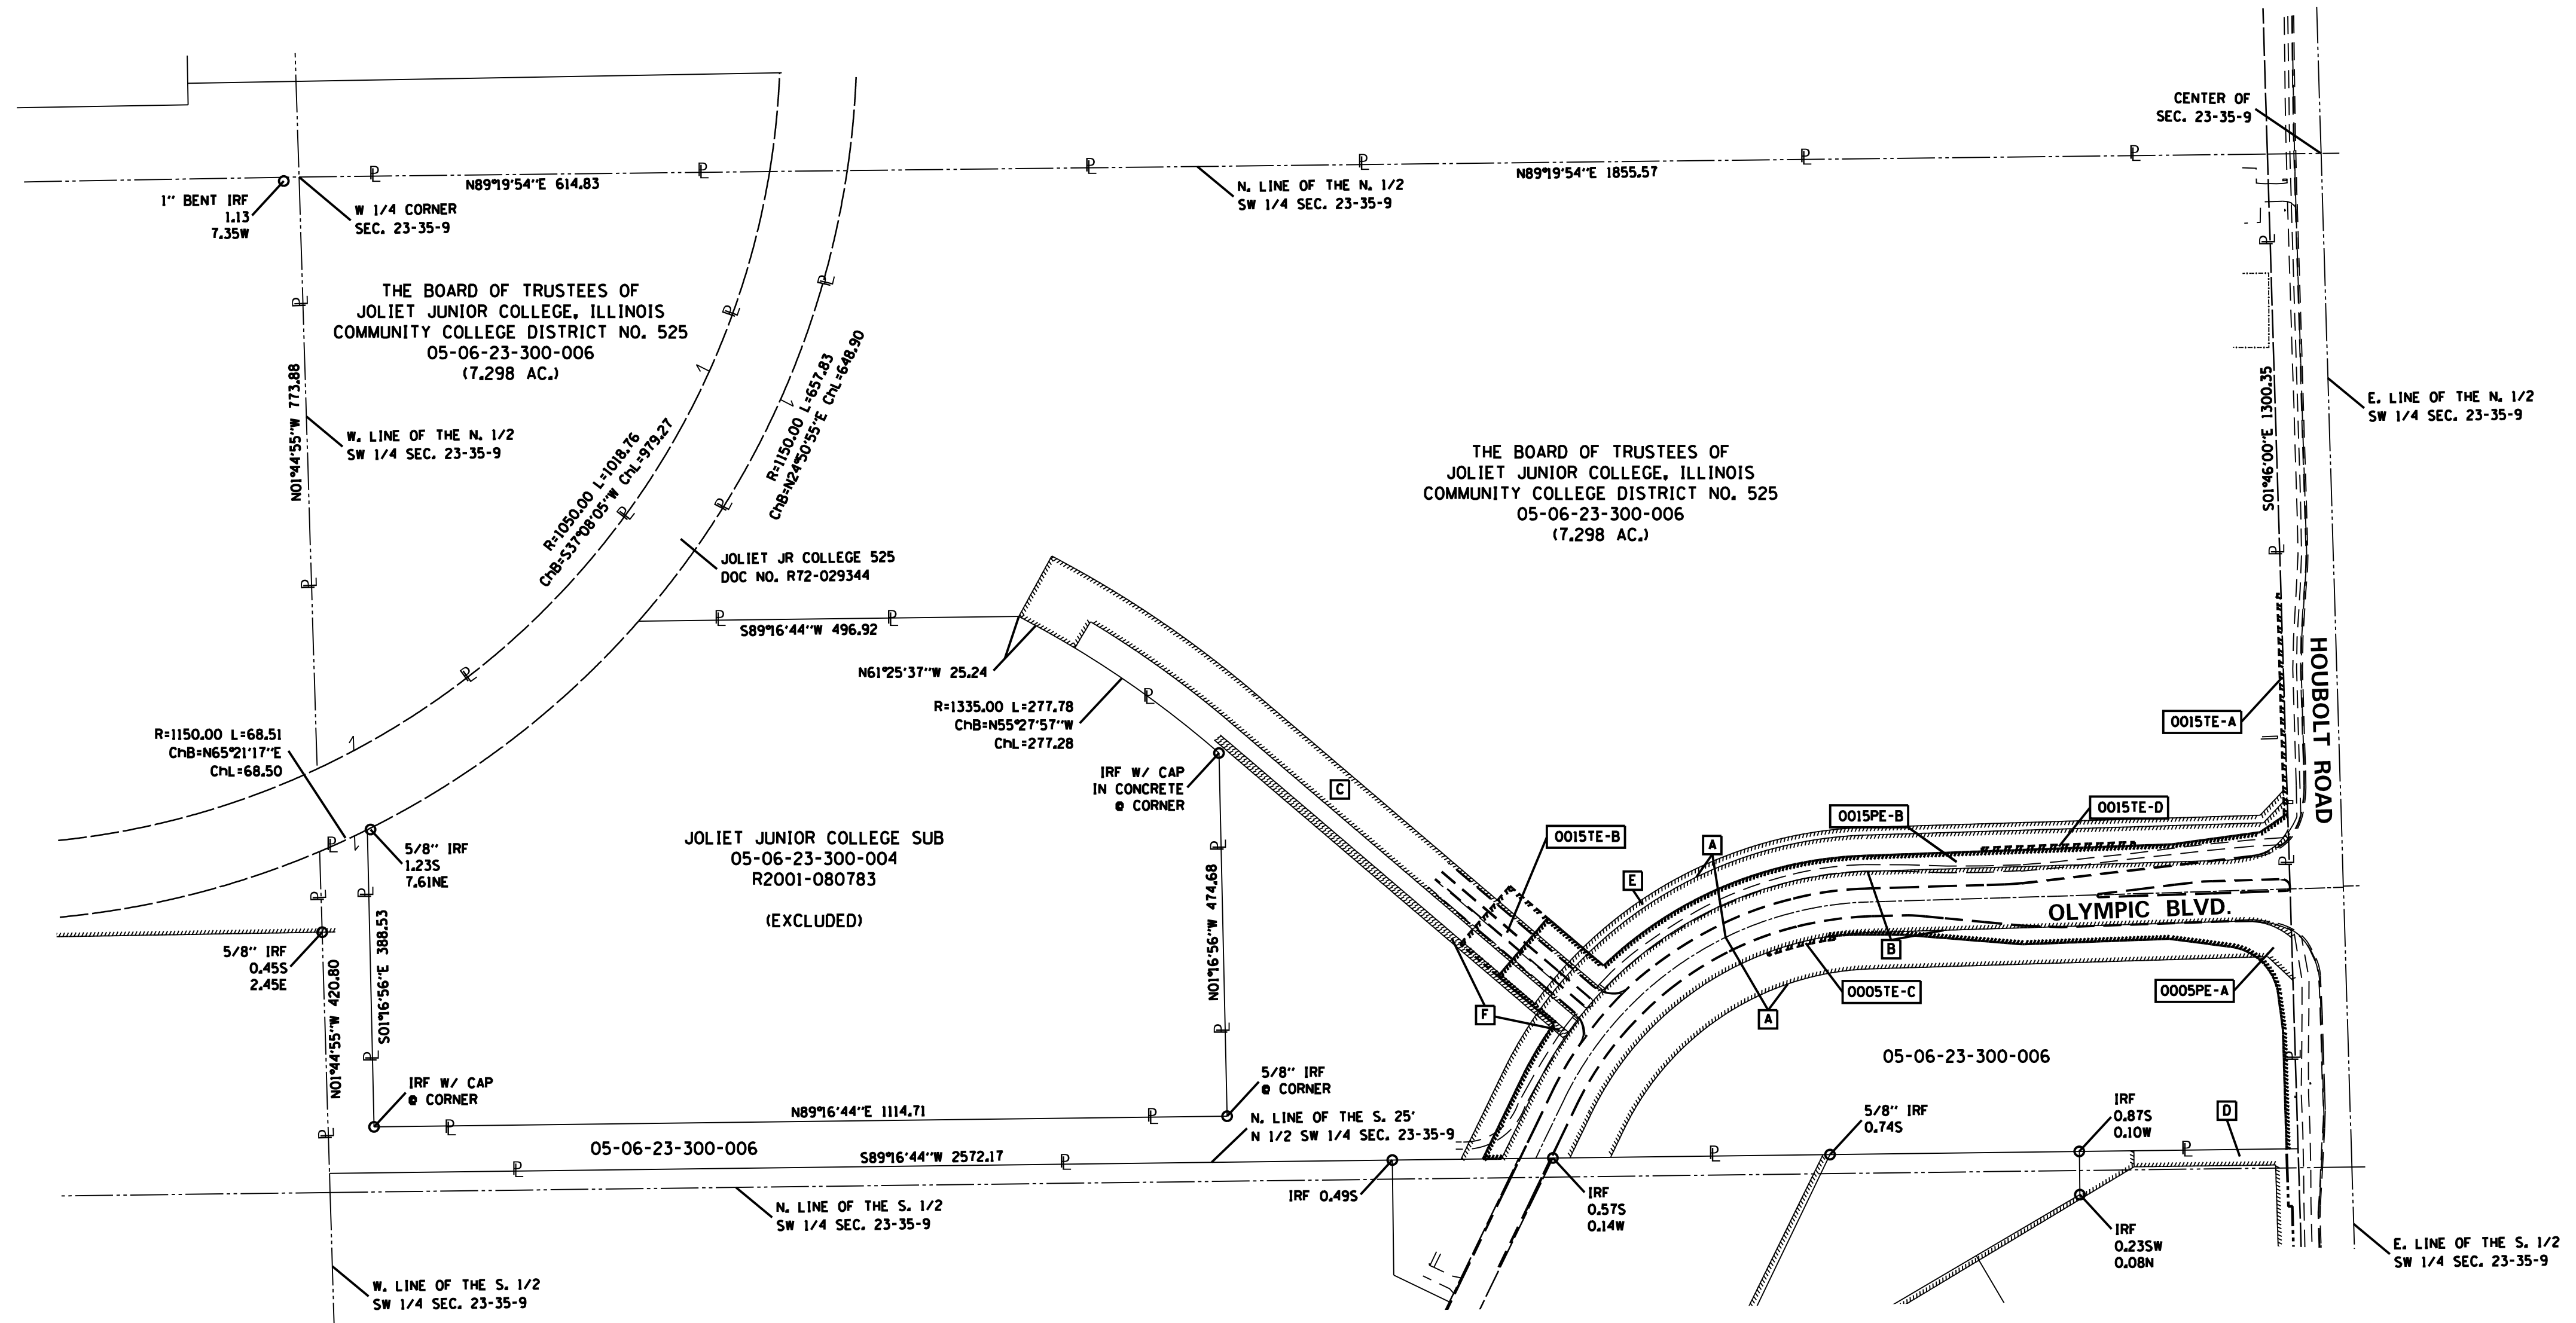 CENTER OF
SEC. 23-35-9
1" BENT IRF
1.13
7.35W
N89°19'54"E 614.83
W 1/4 CORNER
SEC. 23-35-9
N. LINE OF THE N. 1/2
SW 1/4 SEC. 23-35-9
N89°19'54"E 1855.57
THE BOARD OF TRUSTEES OF
JOLIET JUNIOR COLLEGE, ILLINOIS
COMMUNITY COLLEGE DISTRICT NO. 525
05-06-23-300-006
(7.298 AC.)
N01°44'55"W 773.88
W. LINE OF THE N. 1/2
SW 1/4 SEC. 23-35-9
R=1050.00 L=1018.76
ChB=S37°08'05"W ChL=979.27
R=1150.00 L=657.83
ChB=N24°50'55"E ChL=648.90
THE BOARD OF TRUSTEES OF
JOLIET JUNIOR COLLEGE, ILLINOIS
COMMUNITY COLLEGE DISTRICT NO. 525
05-06-23-300-006
(7.298 AC.)
S01°46'00"E 1300.35
E. LINE OF THE N. 1/2
SW 1/4 SEC. 23-35-9
JOLIET JR COLLEGE 525
DOC NO. R72-029344
S89°16'44"W 496.92
N61°25'37"W 25.24
R=1335.00 L=277.78
ChB=N55°27'57"W
ChL=277.28
HOUBOLT ROAD
0015TE-A
R=1150.00 L=68.51
ChB=N65°21'17"E
ChL=68.50
IRF W/ CAP
IN CONCRETE
@ CORNER
C
0015TE-B
0015PE-B
0015TE-D
A
E
5/8" IRF
1.23S
7.61NE
JOLIET JUNIOR COLLEGE SUB
05-06-23-300-004
R2001-080783
(EXCLUDED)
N01°16'56"W 474.68
S01°16'56"E 388.53
5/8" IRF
0.45S
2.45E
N01°44'55"W 420.80
OLYMPIC BLVD.
B
0005TE-C
0005PE-A
F
A
05-06-23-300-006
IRF W/ CAP
@ CORNER
N89°16'44"E 1114.71
5/8" IRF
@ CORNER
N. LINE OF THE S. 25'
N 1/2 SW 1/4 SEC. 23-35-9
5/8" IRF
0.74S
IRF
0.87S
0.10W
D
05-06-23-300-006
S89°16'44"W 2572.17
N. LINE OF THE S. 1/2
SW 1/4 SEC. 23-35-9
IRF 0.49S
IRF
0.57S
0.14W
IRF
0.23SW
0.08N
E. LINE OF THE S. 1/2
SW 1/4 SEC. 23-35-9
W. LINE OF THE S. 1/2
SW 1/4 SEC. 23-35-9